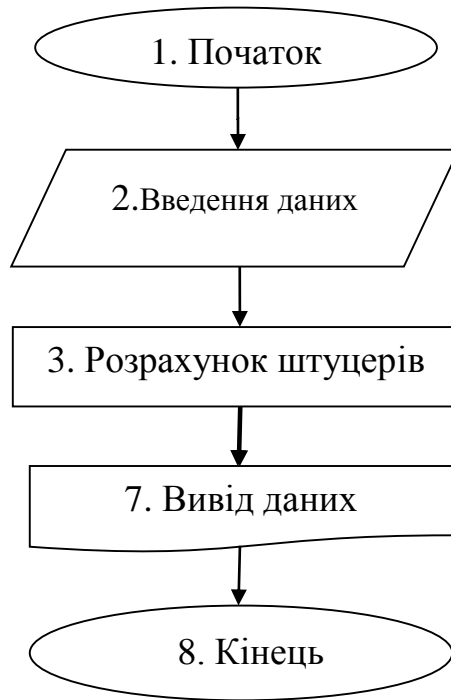 1. Початок
2.Введення даних
3. Розрахунок штуцерів
7. Вивід даних
8. Кінець